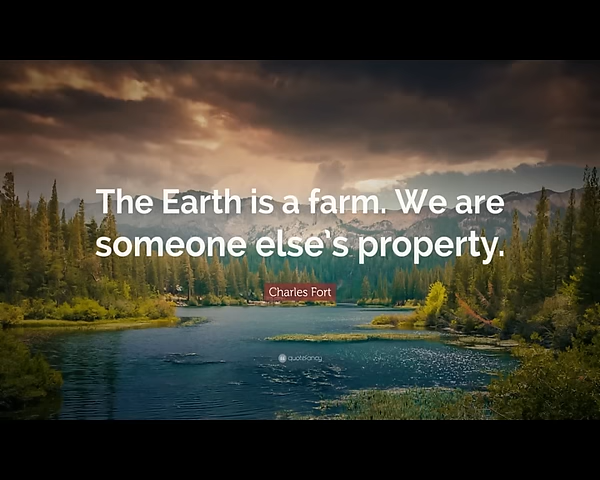 The Earth is a farm. We are
someone else's property.
Charles Fort
quotefancy